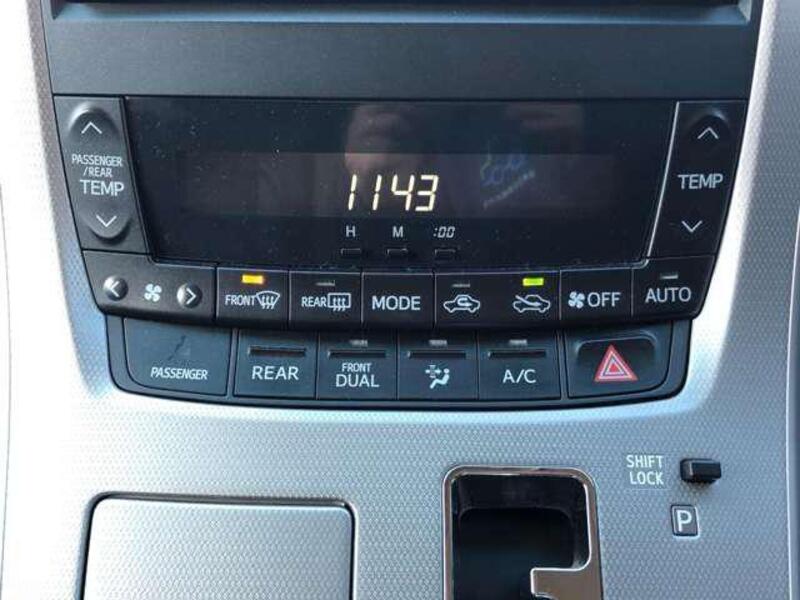 PASSENGER
/REAR
TEMP
1143
H M :00
TEMP
FRONT
REAR
MODE
OFF
AUTO
PASSENGER
REAR
FRONT
DUAL
A/C
SHIFT
LOCK
P